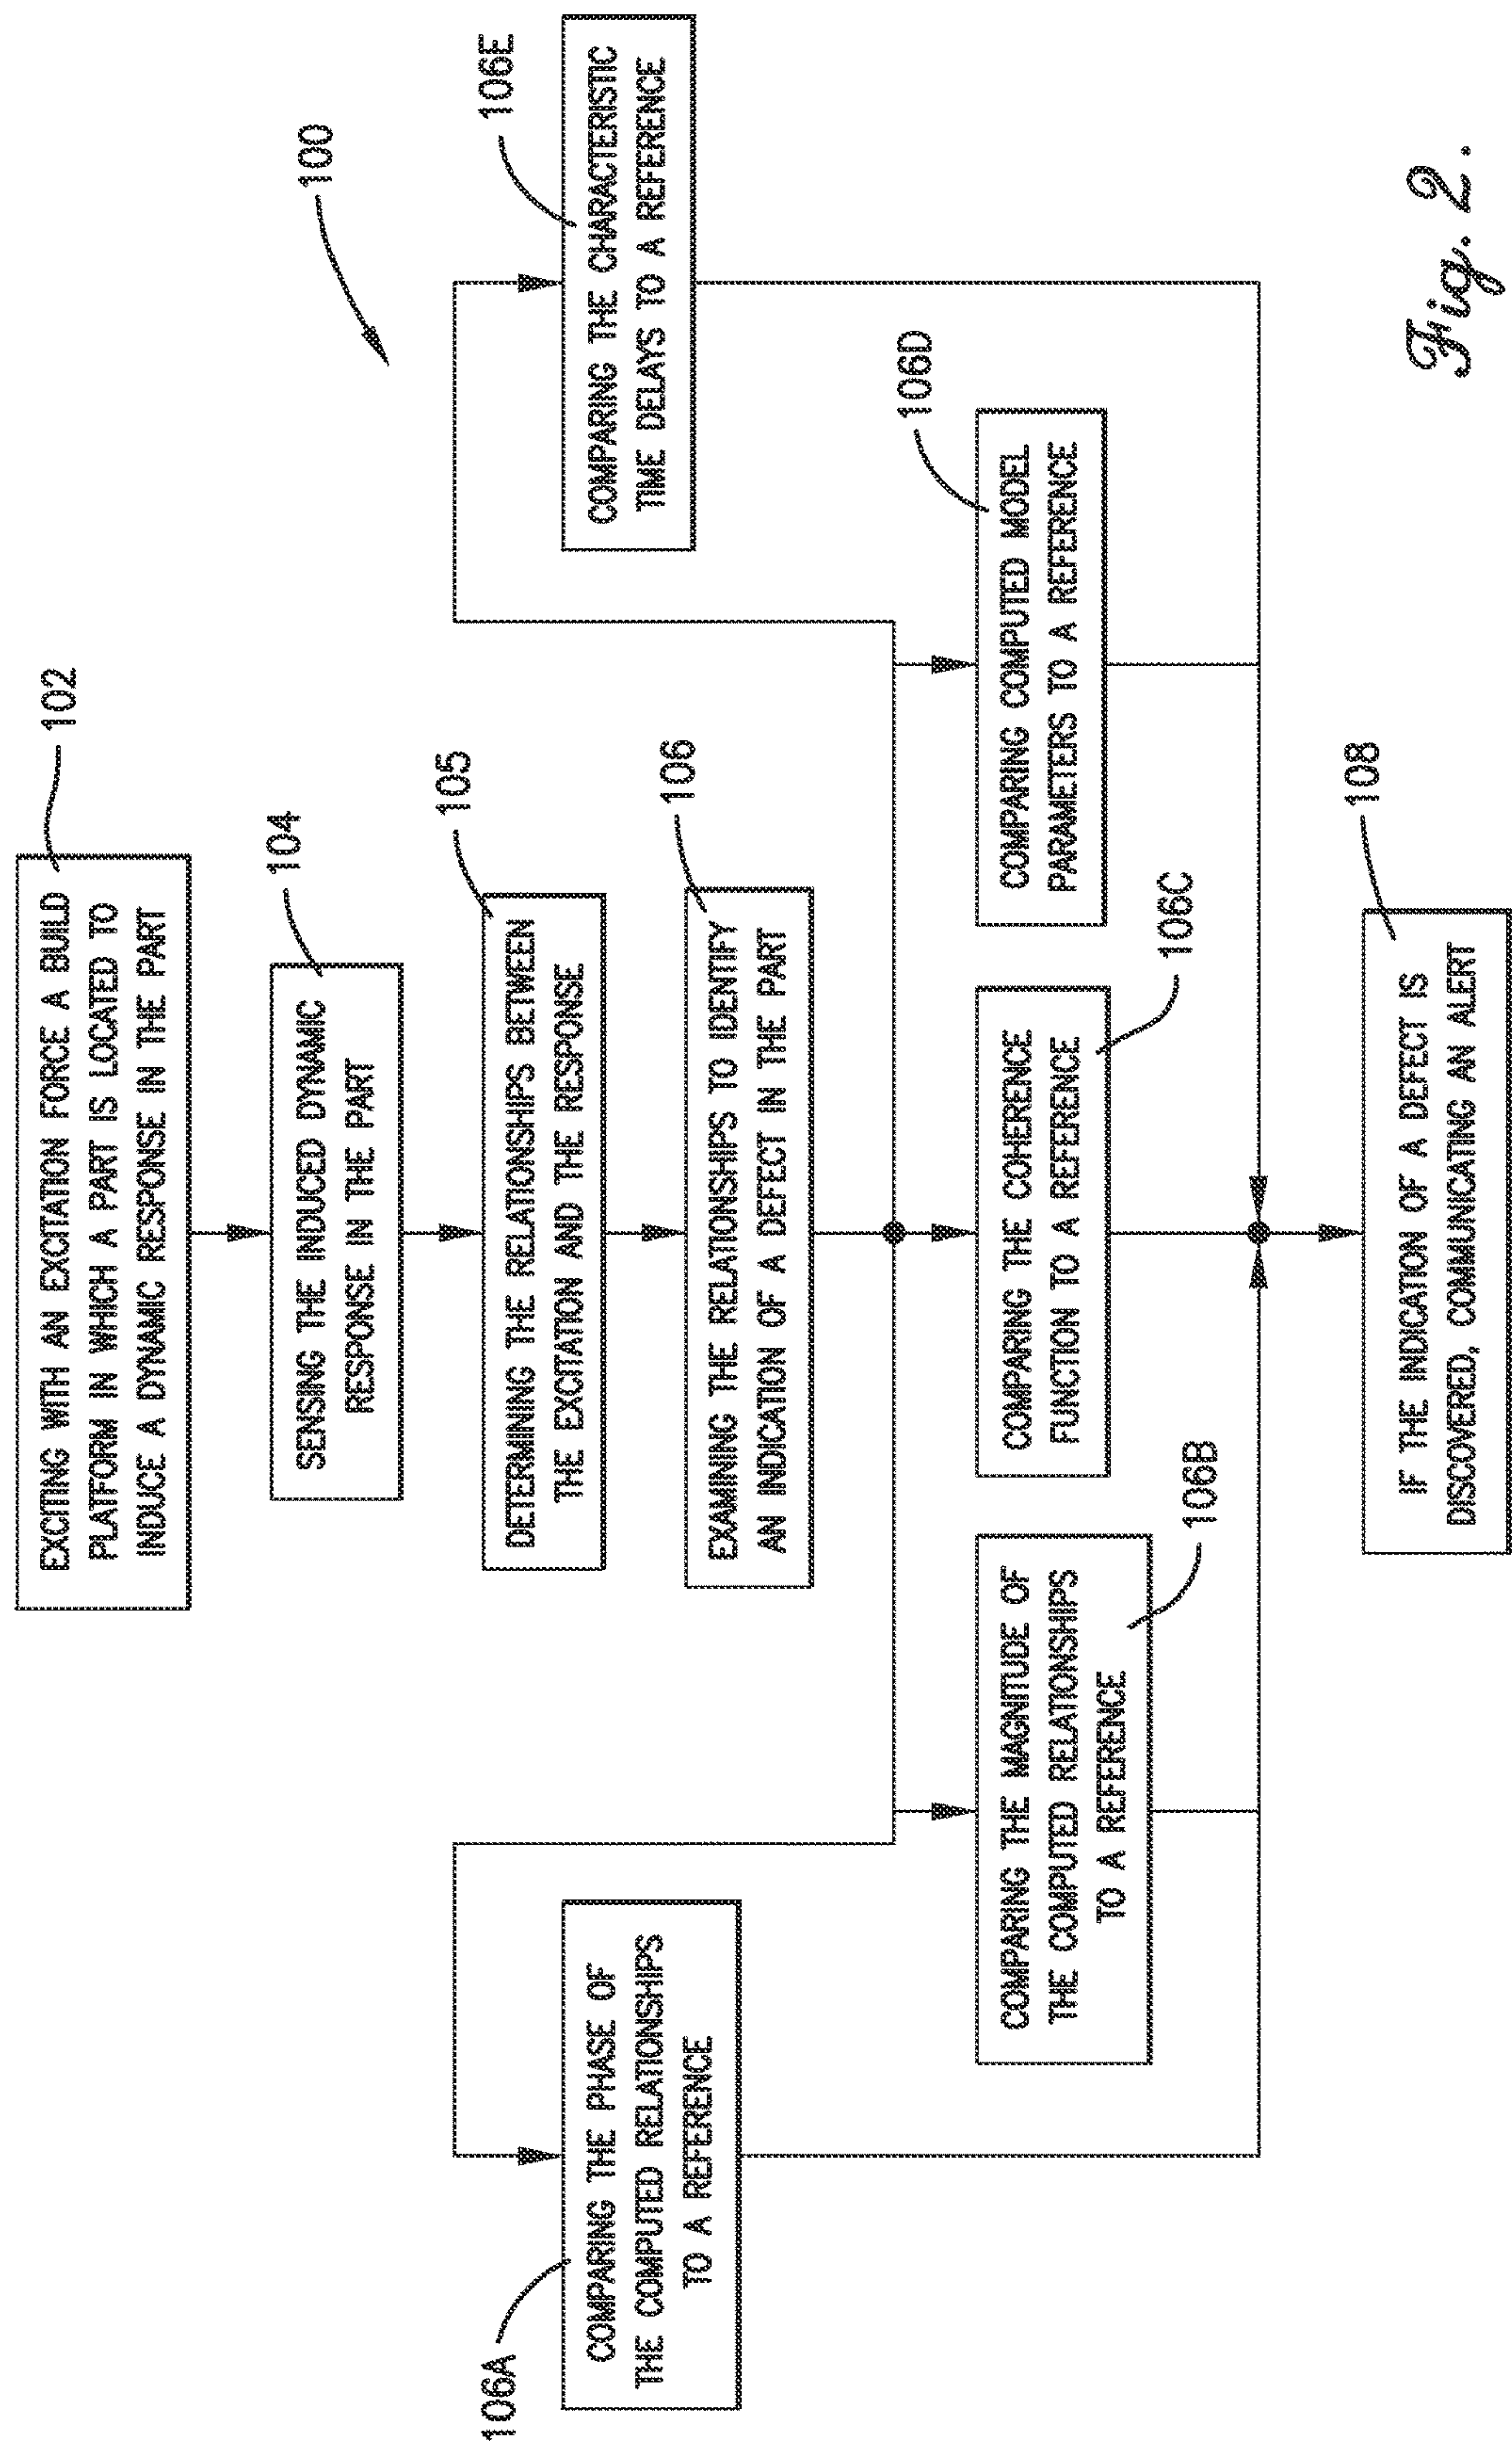 100
102
EXCITING WITH AN EXCITATION FORCE A BUILD
PLATFORM IN WHICH A PART IS LOCATED TO
INDUCE A DYNAMIC RESPONSE IN THE PART
104
SENSING THE INDUCED DYNAMIC
RESPONSE IN THE PART
105
DETERMINING THE RELATIONSHIPS BETWEEN
THE EXCITATION AND THE RESPONSE
106
EXAMINING THE RELATIONSHIPS TO IDENTIFY
AN INDICATION OF A DEFECT IN THE PART
106A
COMPARING THE PHASE OF
THE COMPUTED RELATIONSHIPS
TO A REFERENCE
106B
COMPARING THE MAGNITUDE OF
THE COMPUTED RELATIONSHIPS
TO A REFERENCE
106C
COMPARING THE COHERENCE
FUNCTION TO A REFERENCE
106D
COMPARING COMPUTED MODEL
PARAMETERS TO A REFERENCE
106E
COMPARING THE CHARACTERISTIC
TIME DELAYS TO A REFERENCE
108
IF THE INDICATION OF A DEFECT IS
DISCOVERED, COMMUNICATING AN ALERT
Fig. 2.